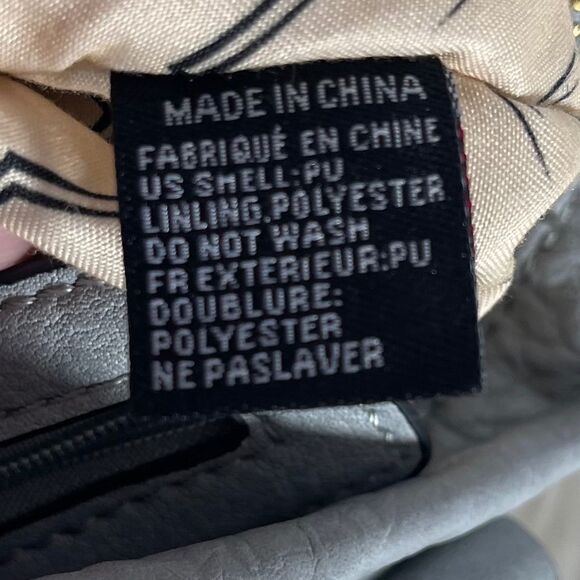 MADE IN CHINA
FABRIQUÉ EN CHINE
US SHELL-PU
LINLING.POLYESTER
DO NOT WASH
FR EXTERIEUR:PU
DOUBLURE:
POLYESTER
NE PASLAVER